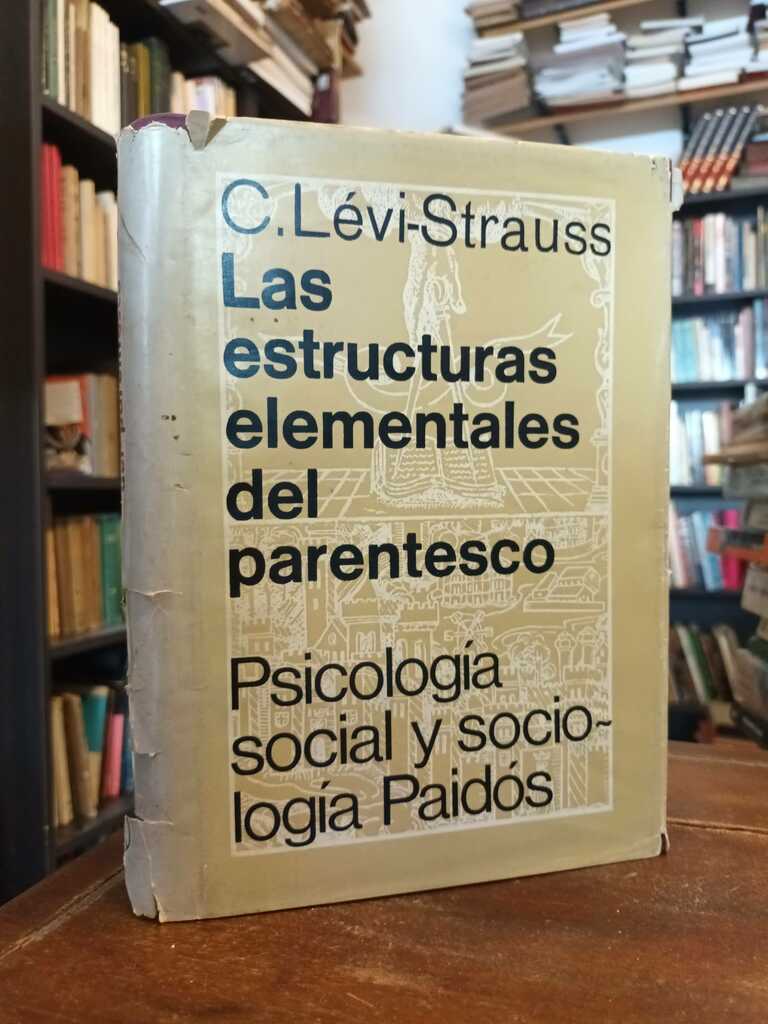 C.Lévi-Strauss
Las
estructuras
elementales
del
parentesco
Psicología
social y socio~
logía Paidós